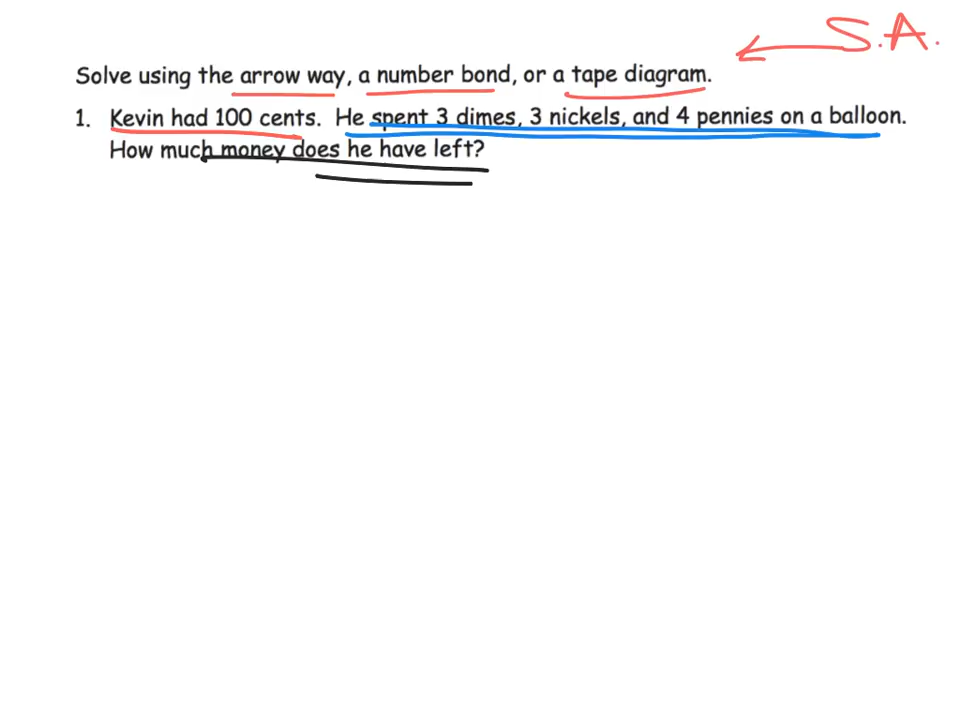 S.A.
Solve using the arrow way, a number bond, or a tape diagram.
1. Kevin had 100 cents. He spent 3 dimes, 3 nickels, and 4 pennies on a balloon.
How much money does he have left?